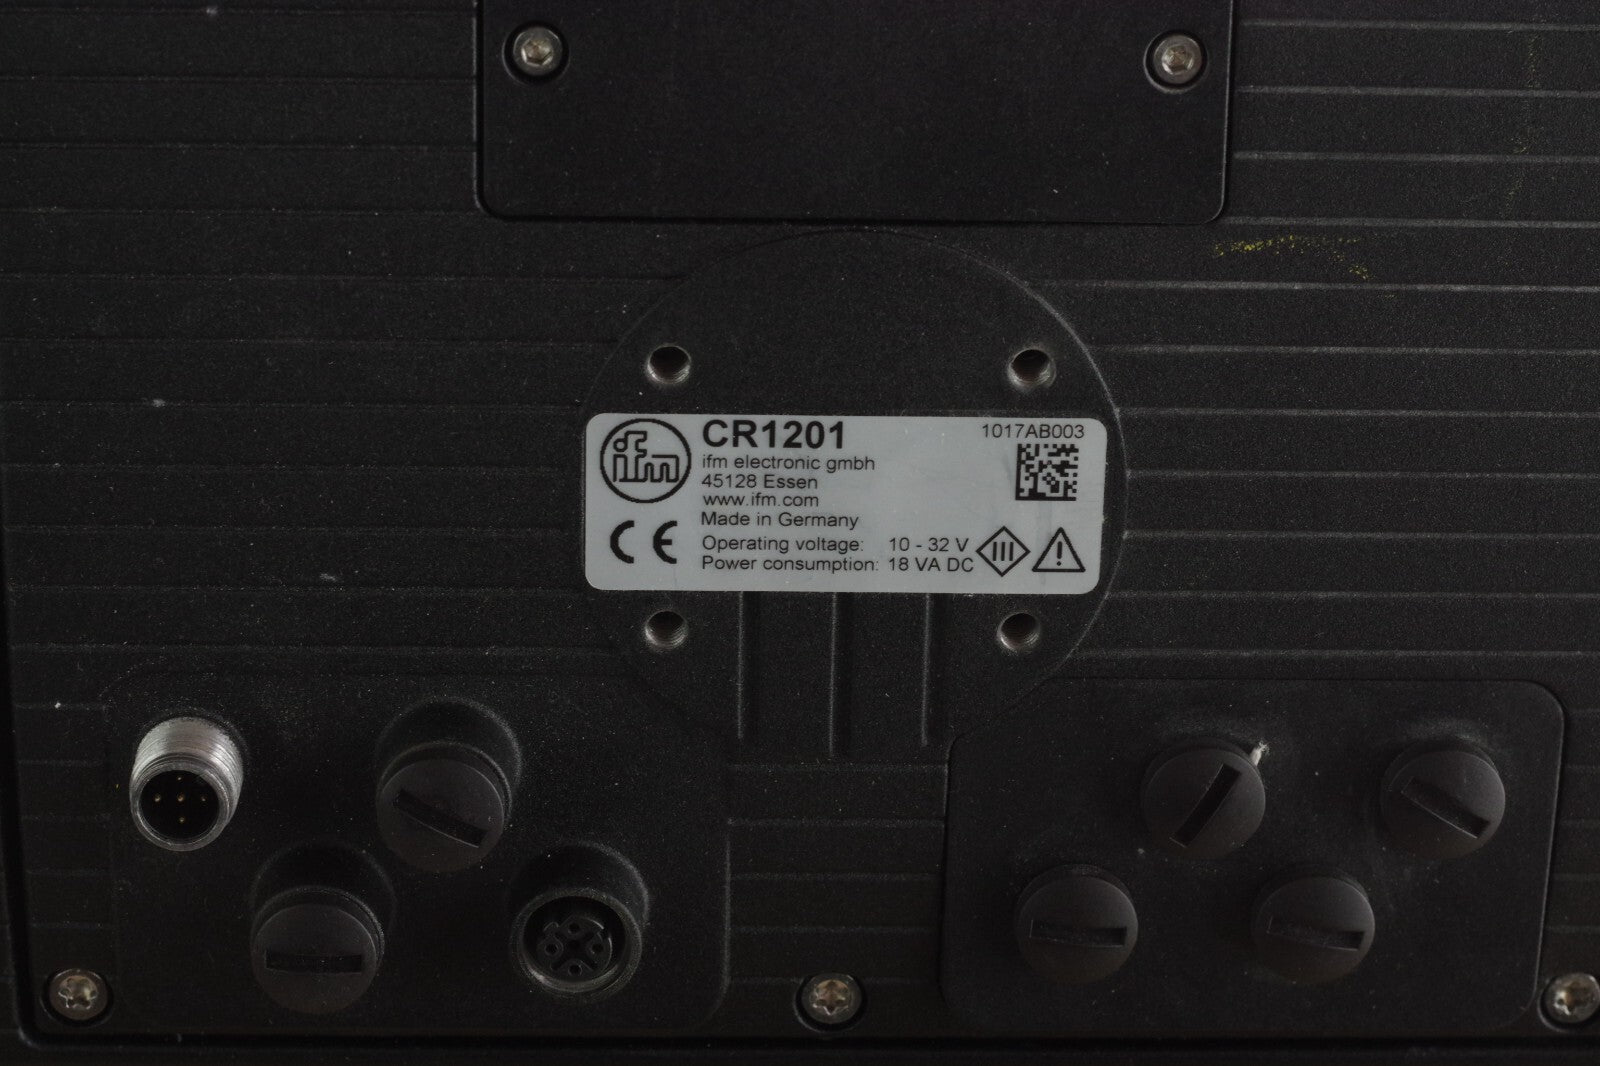 ifm
CR1201
1017AB003
ifm electronic gmbh
45128 Essen
www.ifm.com
Made in Germany
CE
Operating voltage: 10 - 32 V
Power consumption: 18 VA DC
III
!